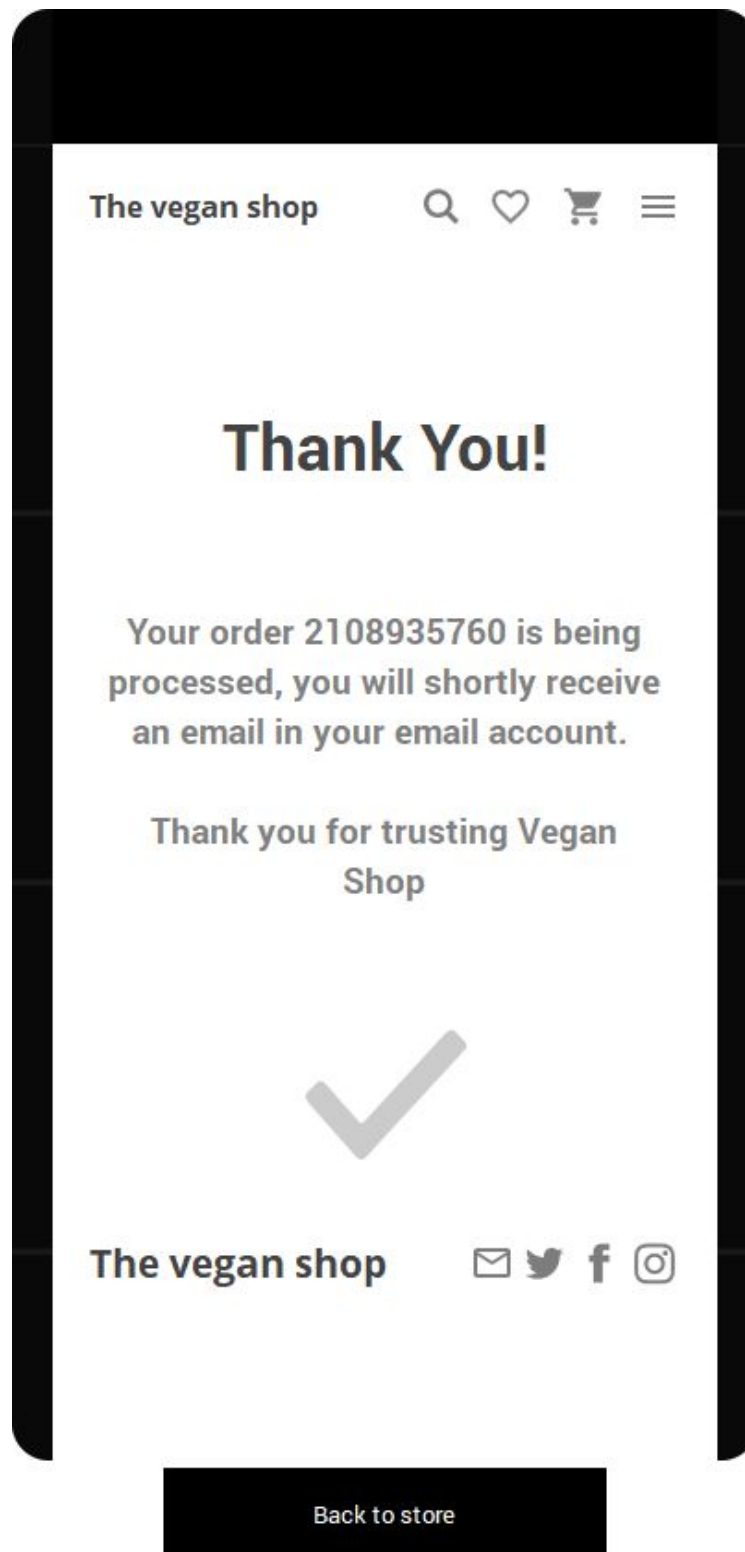 The vegan shop
Thank You!
Your order 2108935760 is being
processed, you will shortly receive
an email in your email account.
Thank you for trusting Vegan
Shop
The vegan shop
Back to store